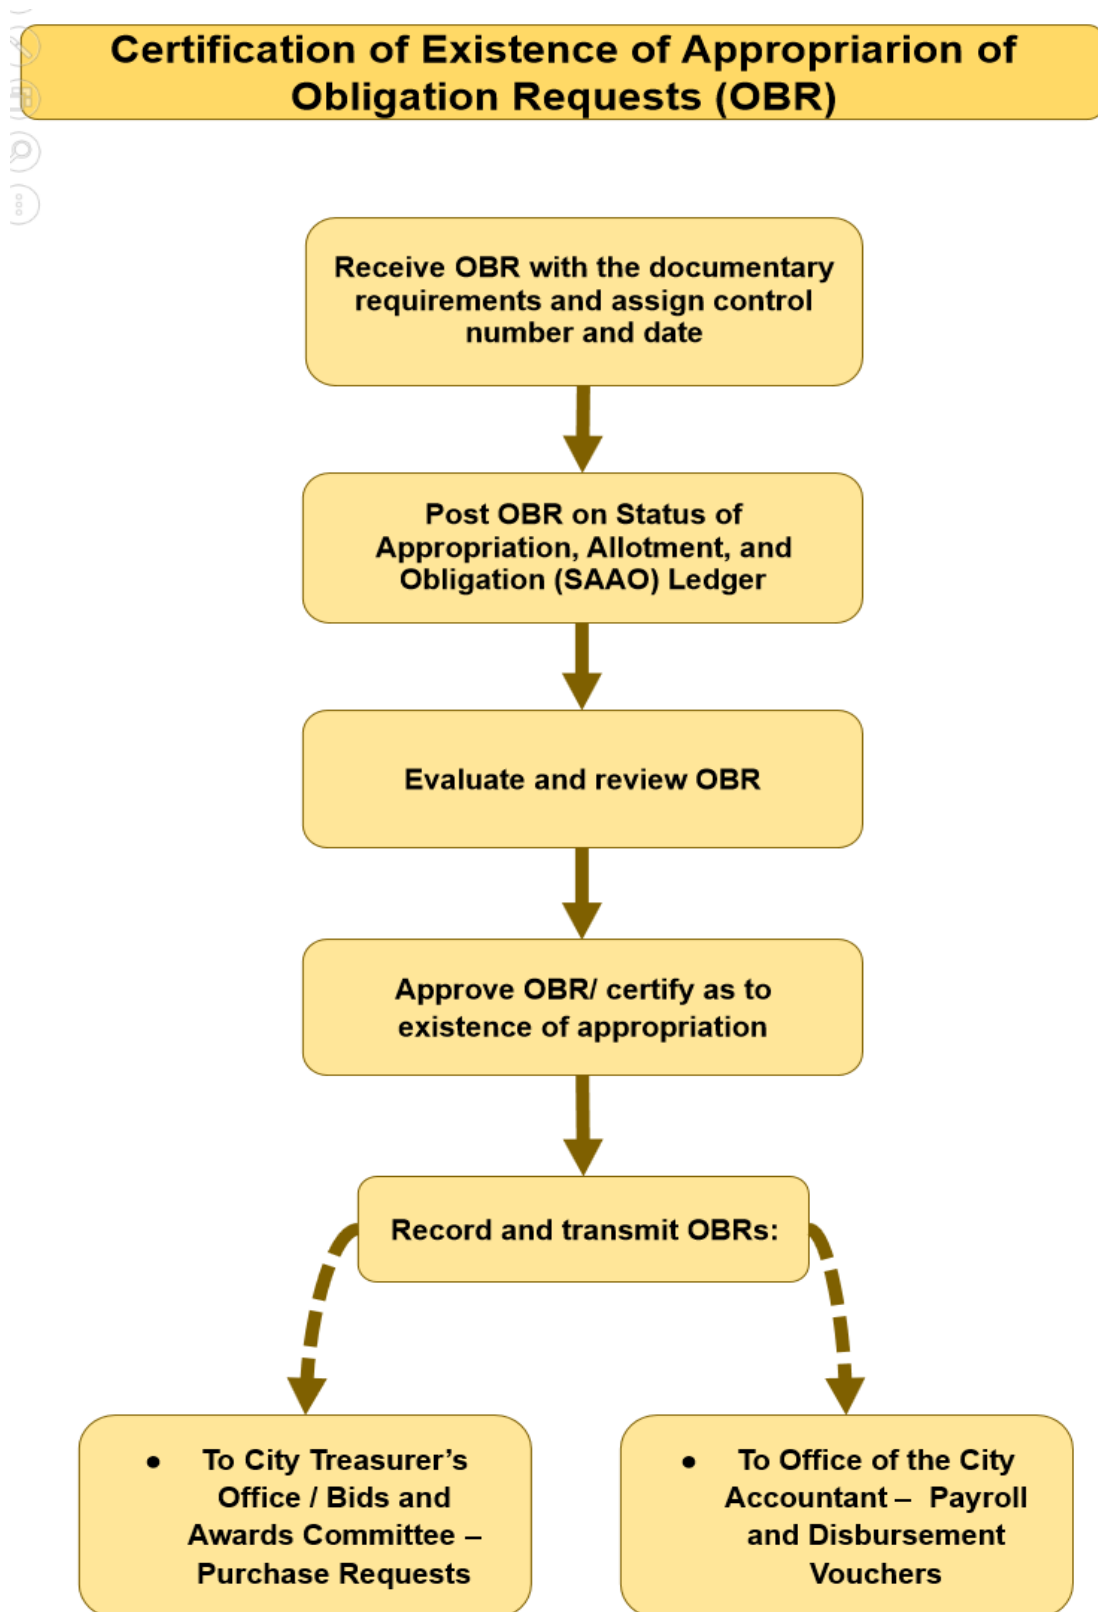 Certification of Existence of Appropriarion of
Obligation Requests (OBR)
Receive OBR with the documentary
requirements and assign control
number and date
Post OBR on Status of
Appropriation, Allotment, and
Obligation (SAAO) Ledger
Evaluate and review OBR
Approve OBR/ certify as to
existence of appropriation
Record and transmit OBRs:
● To City Treasurer’s
Office / Bids and
Awards Committee –
Purchase Requests
● To Office of the City
Accountant – Payroll
and Disbursement
Vouchers